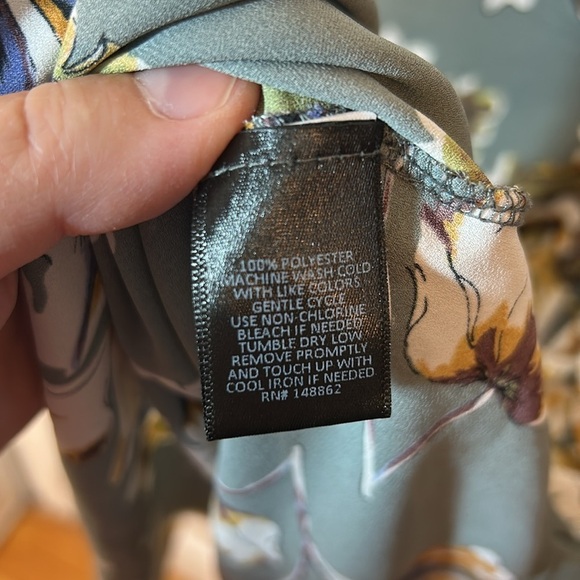 100% POLYESTER
MACHINE WASH COLD
WITH LIKE COLORS
GENTLE CYCLE
USE NON-CHLORINE
BLEACH IF NEEDED
TUMBLE DRY LOW
REMOVE PROMPTLY
AND TOUCH UP WITH
COOL IRON IF NEEDED
RN# 148862